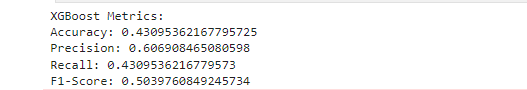 XGBoost Metrics:
Accuracy: 0.43095362167795725
Precision: 0.606908465080598
Recall: 0.4309536216779573
F1-Score: 0.5039760849245734